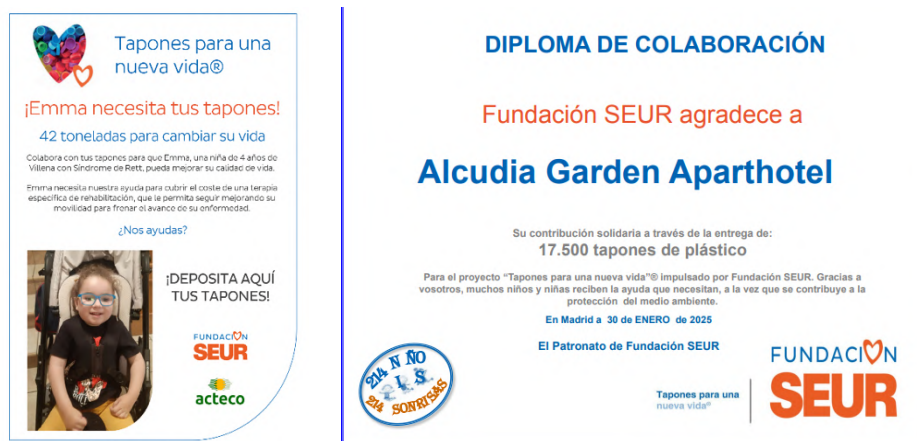 Tapones para una
nueva vida®
¡Emma necesita tus tapones!
42 toneladas para cambiar su vida
Colabora con tus tapones para que Emma, una niña de 4 años de
Villena con Síndrome de Rett, pueda mejorar su calidad de vida.
Emma necesita nuestra ayuda para cubrir el coste de una terapia
específica de rehabilitación, que le permita seguir mejorando su
movilidad para frenar el avance de su enfermedad.
¿Nos ayudas?
¡DEPOSITA AQUÍ
TUS TAPONES!
FUNDACIÓN
SEUR
acteco
DIPLOMA DE COLABORACIÓN
Fundación SEUR agradece a
Alcudia Garden Aparthotel
Su contribución solidaria a través de la entrega de:
17.500 tapones de plástico
Para el proyecto “Tapones para una nueva vida”® impulsado por Fundación SEUR. Gracias a
vosotros, muchos niños y niñas reciben la ayuda que necesitan, a la vez que se contribuye a la
protección del medio ambiente.
En Madrid a 30 de ENERO de 2025
El Patronato de Fundación SEUR
214 N ÑO
I S
214 SONRISAS
Tapones para una
nueva vida®
FUNDACIÓN
SEUR